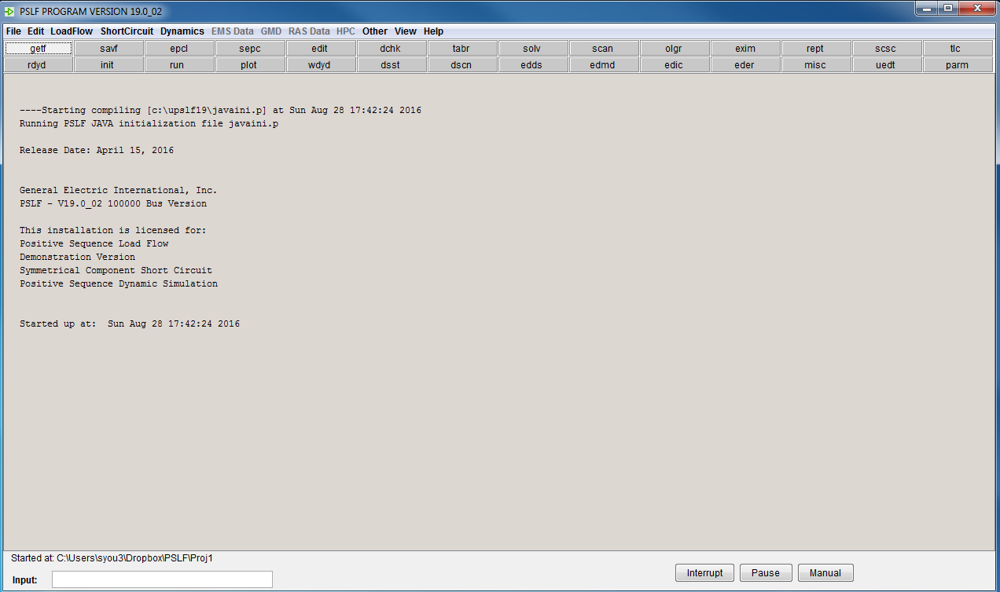 PSLF PROGRAM VERSION 19.0_02
File Edit LoadFlow ShortCircuit Dynamics EMS Data GMD RAS Data HPC Other View Help
getf savf epcl sepc edit dchk tabr solv scan olgr exim rept scsc tlc
rdyd init run plot wdyd dsst dscn edds edmd edic eder misc uedt parm
----Starting compiling [c:\upslf19\javaini.p] at Sun Aug 28 17:42:24 2016
Running PSLF JAVA initialization file javaini.p
Release Date: April 15, 2016
General Electric International, Inc.
PSLF - V19.0_02 100000 Bus Version
This installation is licensed for:
Positive Sequence Load Flow
Demonstration Version
Symmetrical Component Short Circuit
Positive Sequence Dynamic Simulation
Started up at:  Sun Aug 28 17:42:24 2016
Started at: C:\Users\syou3\Dropbox\PSLF\Proj1
Input: Interrupt Pause Manual